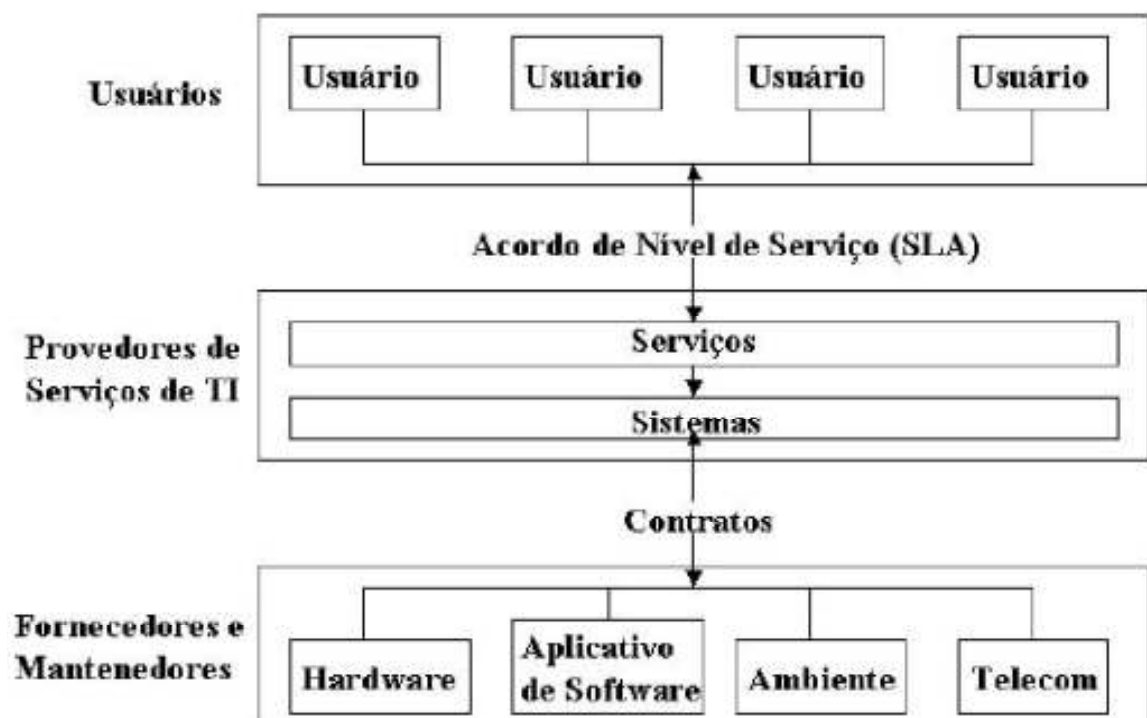 Usuários
Usuário
Usuário
Usuário
Usuário
Acordo de Nível de Serviço (SLA)
Provedores de
Serviços de TI
Serviços
Sistemas
Contratos
Fornecedores e
Mantenedores
Hardware
Aplicativo
de Software
Ambiente
Telecom